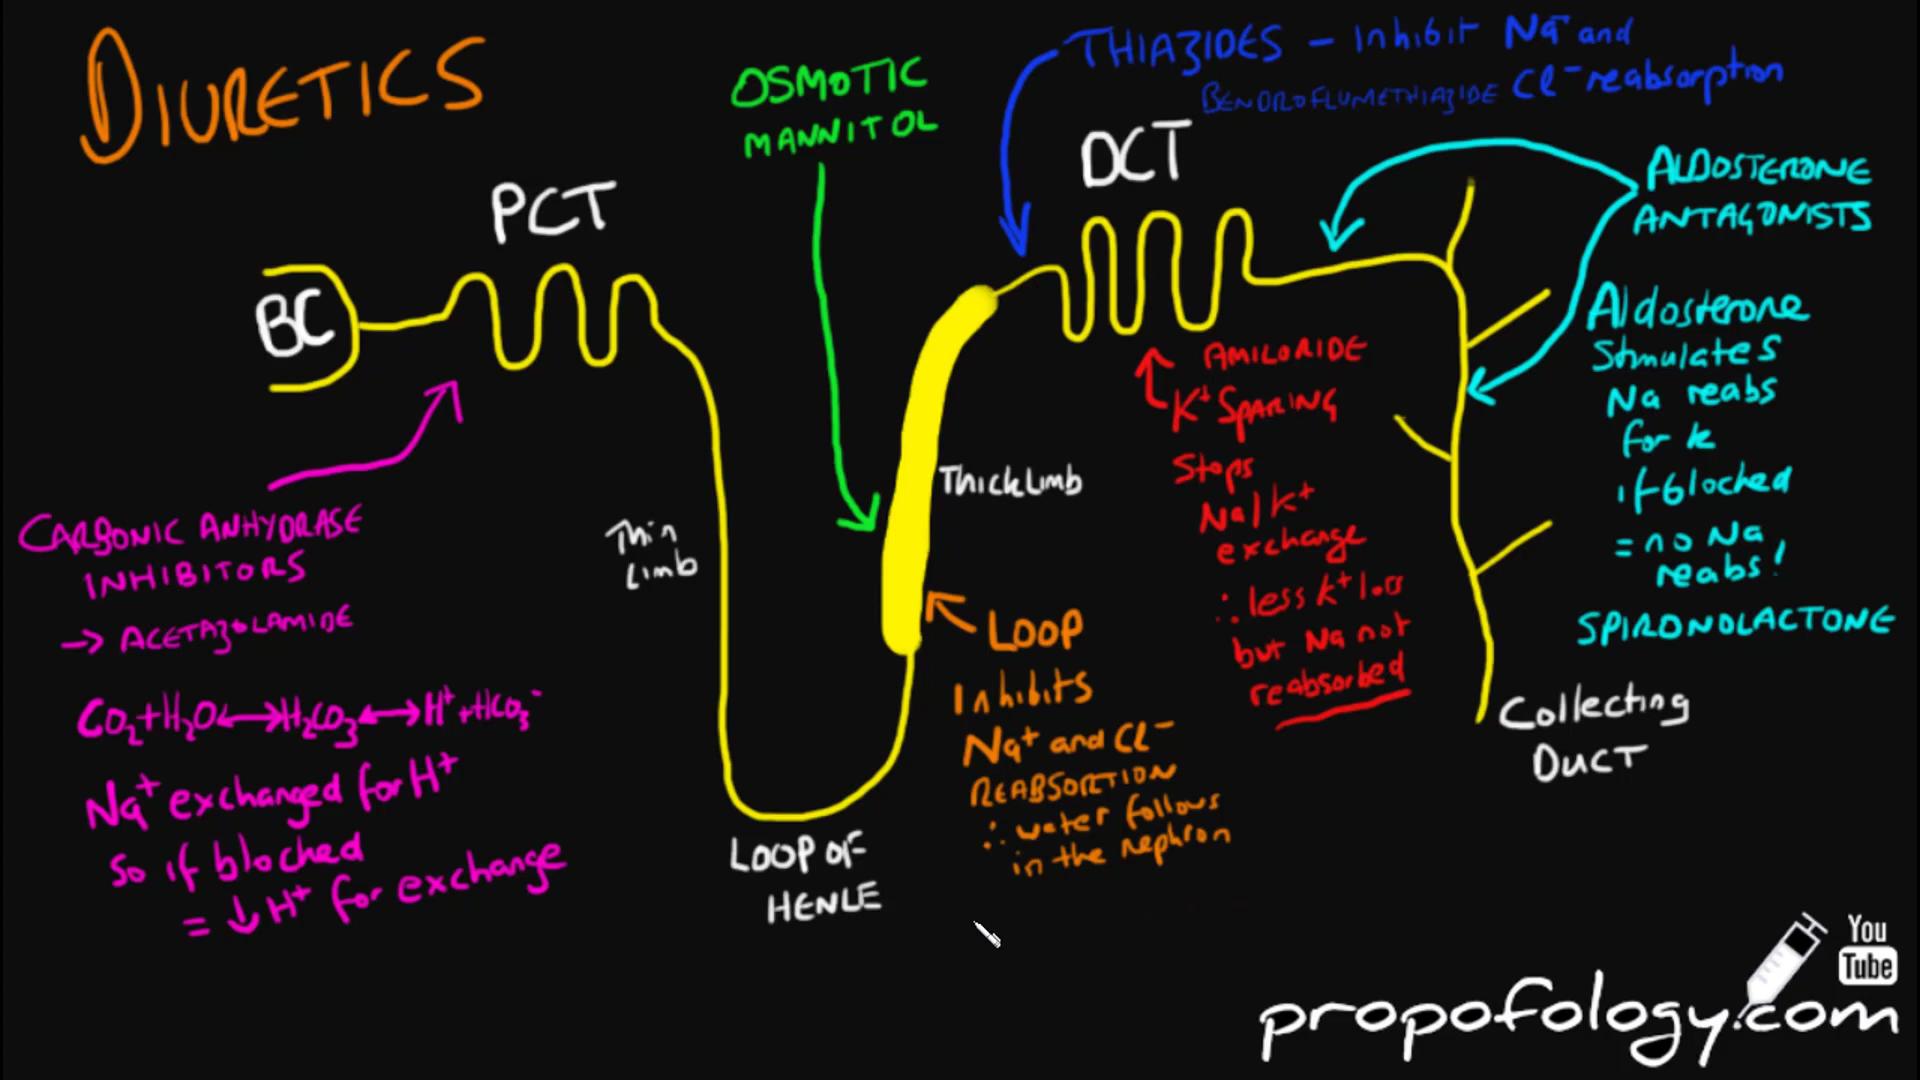 DIURETICS
OSMOTIC
MANNITOL
THIAZIDES - Inhibit Na⁺ and
BENDROFLUMETHIAZIDE Cl⁻ reabsorption
PCT
DCT
BC
ALDOSTERONE
ANTAGONISTS
Aldosterone
Stmulates
Na reabs
for k
if blocked
= no Na
reabs!
SPIRONOLACTONE
AMILORIDE
K⁺ SPARING
Stops
Na/K⁺
exchange
∴ less K⁺ loss
but Na not
reabsorbed
Thick Limb
Thin
Limb
CARBONIC ANHYDRASE
INHIBITORS
→ ACETAZOLAMIDE
CO₂+H₂O↔H₂CO₃↔H⁺+HCO₃⁻
Na⁺ exchanged for H⁺
so if blocked
= ↓ H⁺ for exchange
LOOP
Inhibits
Na⁺ and Cl⁻
REABSORTION
∴ water follows
in the nephron
LOOP OF
HENLE
Collecting
DUCT
You
Tube
propofology.com